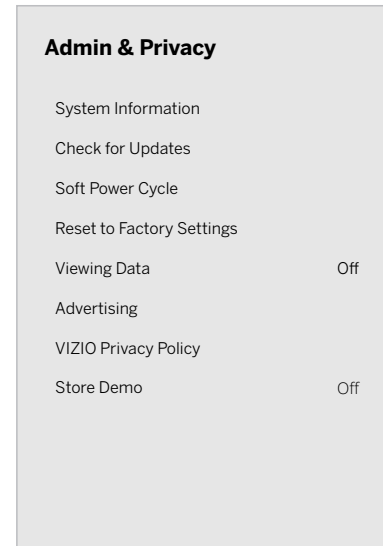 Admin & Privacy
System Information
Check for Updates
Soft Power Cycle
Reset to Factory Settings
Viewing Data Off
Advertising
VIZIO Privacy Policy
Store Demo Off